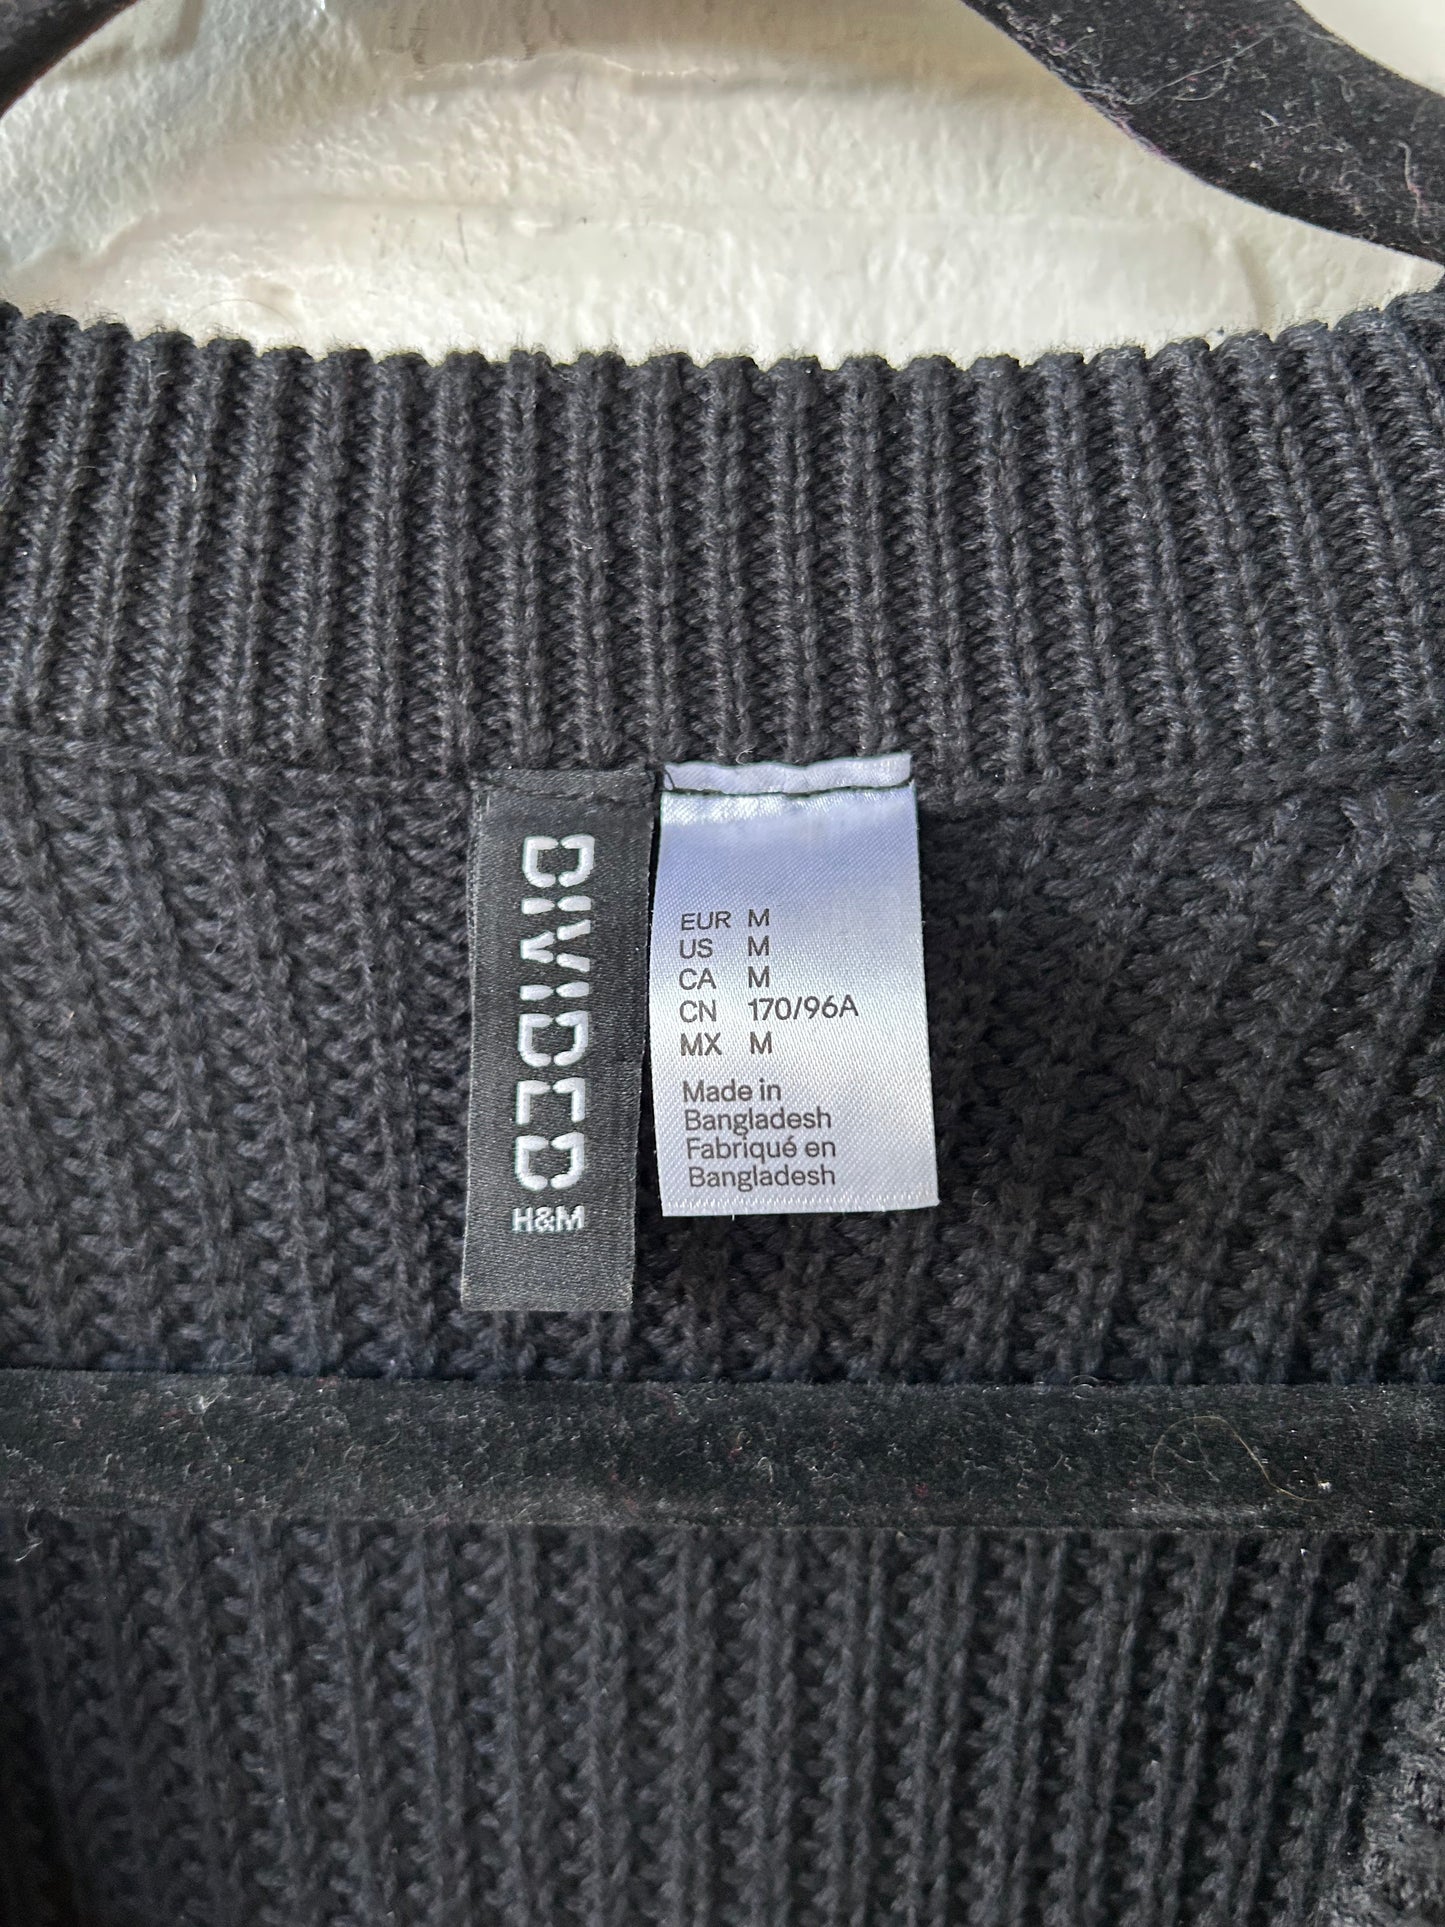 DIVIDED
H&M
EUR M
US M
CA M
CN 170/96A
MX M
Made in
Bangladesh
Fabriqué en
Bangladesh